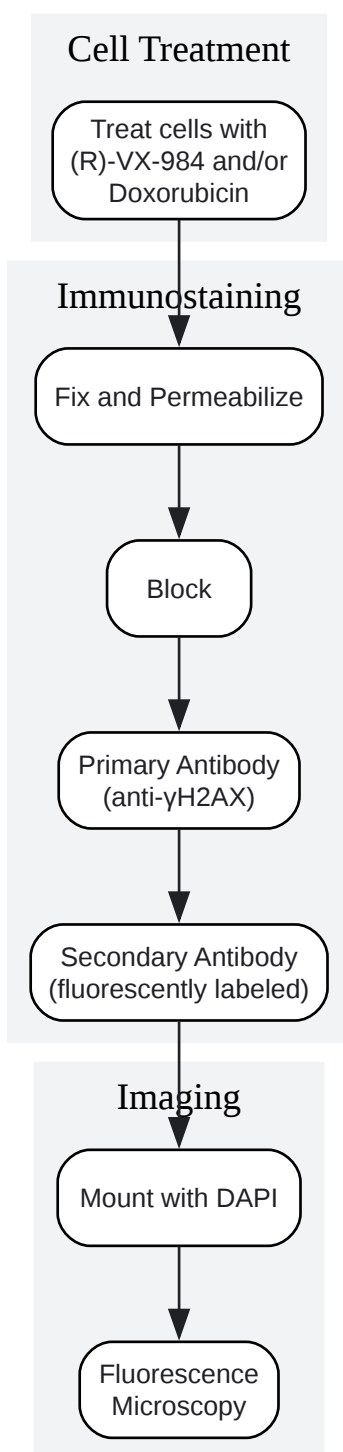 Cell Treatment
Treat cells with
(R)-VX-984 and/or
Doxorubicin
Immunostaining
Fix and Permeabilize
Block
Primary Antibody
(anti-γH2AX)
Secondary Antibody
(fluorescently labeled)
Imaging
Mount with DAPI
Fluorescence
Microscopy